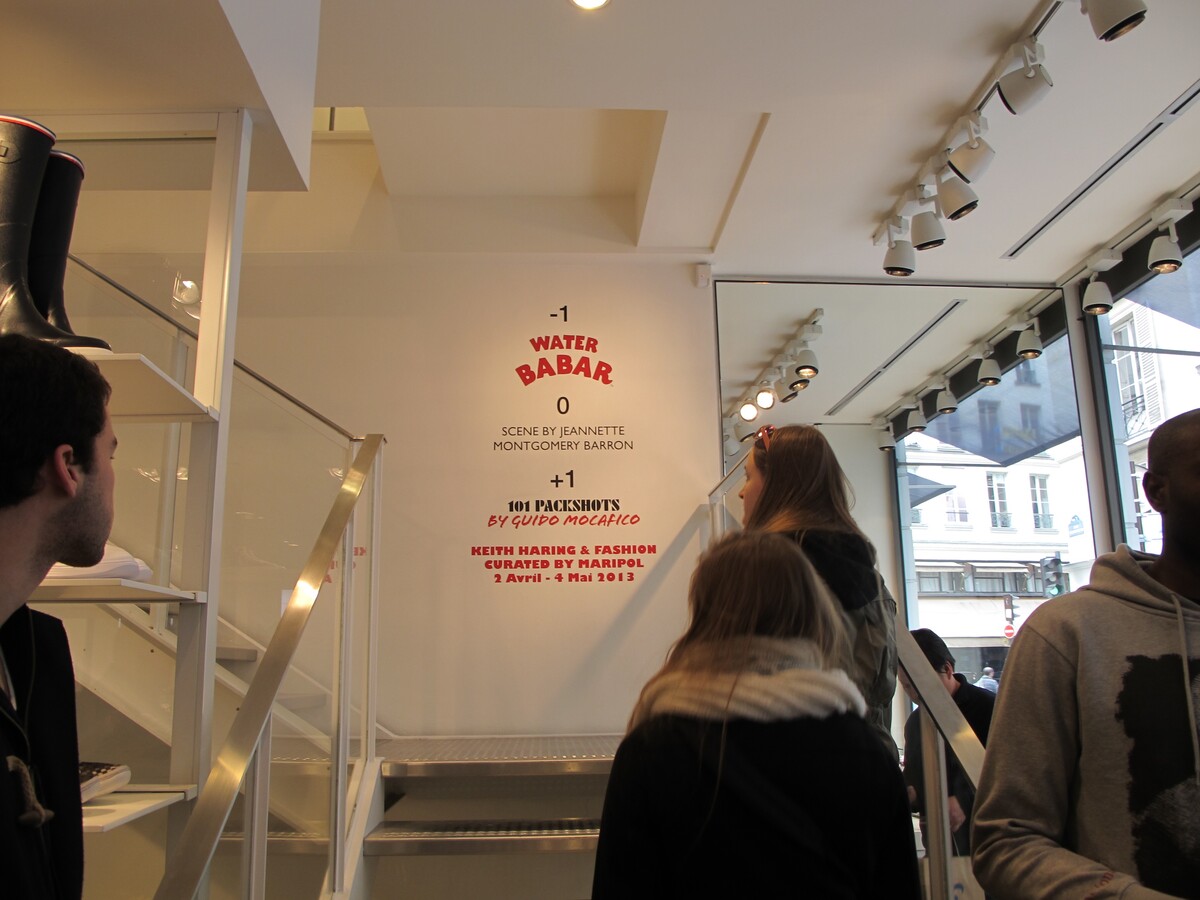 -1
WATER
BABAR
0
SCENE BY JEANNETTE
MONTGOMERY BARRON
+1
101 PACKSHOTS
BY GUIDO MOCAFICO
KEITH HARING & FASHION
CURATED BY MARIPOL
2 Avril - 4 Mai 2013